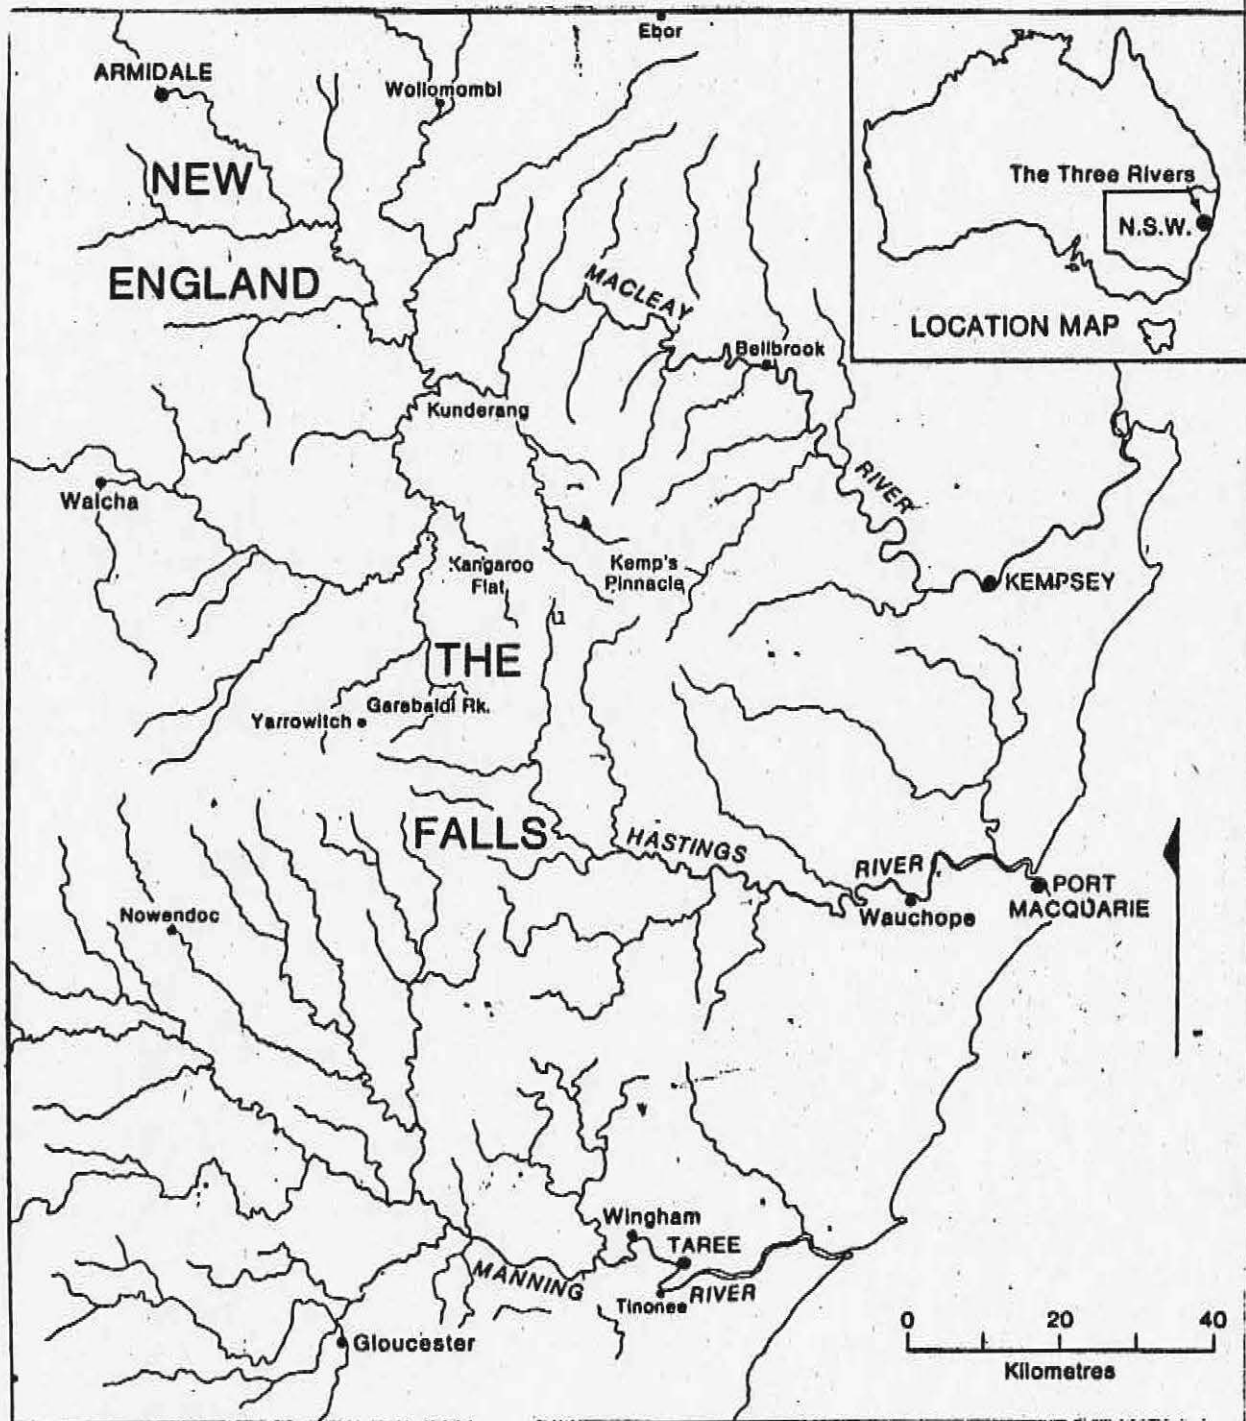 Ebor
ARMIDALE
Wollomombi
NEW
The Three Rivers
N.S.W.
ENGLAND
MACLEAY
LOCATION MAP
Bellbrook
Kunderang
RIVER
Walcha
Kangaroo
Flat
Kemp's
Pinnacle
KEMPSEY
THE
Garabaldi Rk.
Yarrowitch
FALLS
HASTINGS
RIVER
PORT
MACQUARIE
Wauchope
Nowendoc
Wingham
TAREE
MANNING
RIVER
Tinonee
Gloucester
0 20 40
Kilometres